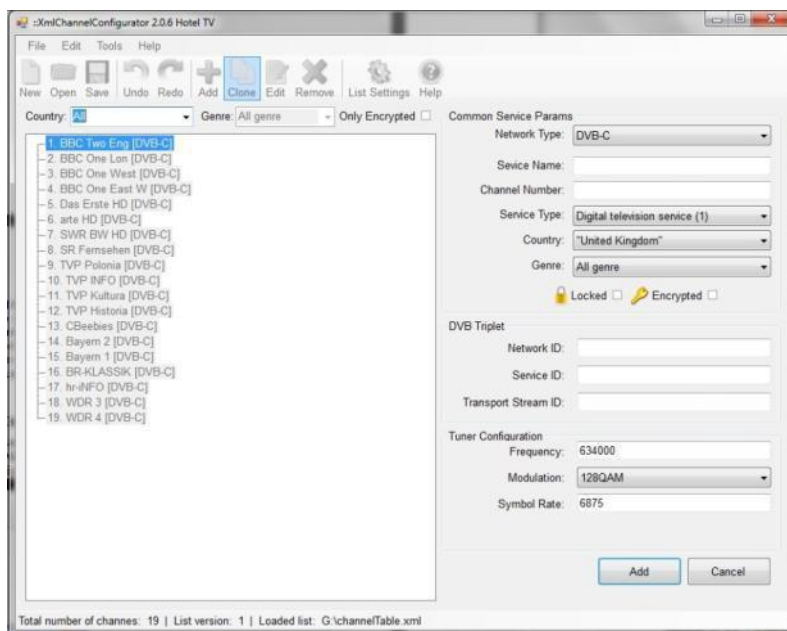 ::XmlChannelConfigurator 2.0.6 Hotel TV
File Edit Tools Help
New Open Save Undo Redo Add Clone Edit Remove List Settings Help
Country: All Genre: All genre Only Encrypted
1. BBC Two Eng [DVB-C]
2. BBC One Lon [DVB-C]
3. BBC One West [DVB-C]
4. BBC One East W [DVB-C]
5. Das Erste HD [DVB-C]
6. arte HD [DVB-C]
7. SWR BW HD [DVB-C]
8. SR Fernsehen [DVB-C]
9. TVP Polonia [DVB-C]
10. TVP INFO [DVB-C]
11. TVP Kultura [DVB-C]
12. TVP Historia [DVB-C]
13. CBeebies [DVB-C]
14. Bayern 2 [DVB-C]
15. Bayern 1 [DVB-C]
16. BR-KLASSIK [DVB-C]
17. hr-iNFO [DVB-C]
18. WDR 3 [DVB-C]
19. WDR 4 [DVB-C]
Common Service Params
Network Type: DVB-C
Sevice Name:
Channel Number:
Service Type: Digital television service (1)
Country: "United Kingdom"
Genre: All genre
Locked Encrypted
DVB Triplet
Network ID:
Service ID:
Transport Stream ID:
Tuner Configuration
Frequency: 634000
Modulation: 128QAM
Symbol Rate: 6875
Add Cancel
Total number of channes: 19 | List version: 1 | Loaded list: G:\channelTable.xml